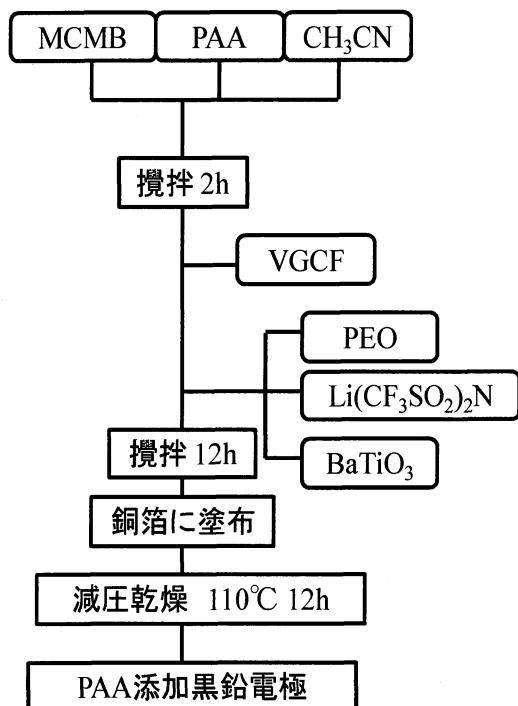 MCMB PAA CH₃CN
攪拌 2h
VGCF
PEO
Li(CF₃SO₂)₂N
BaTiO₃
攪拌 12h
銅箔に塗布
減圧乾燥 110℃ 12h
PAA添加黒鉛電極